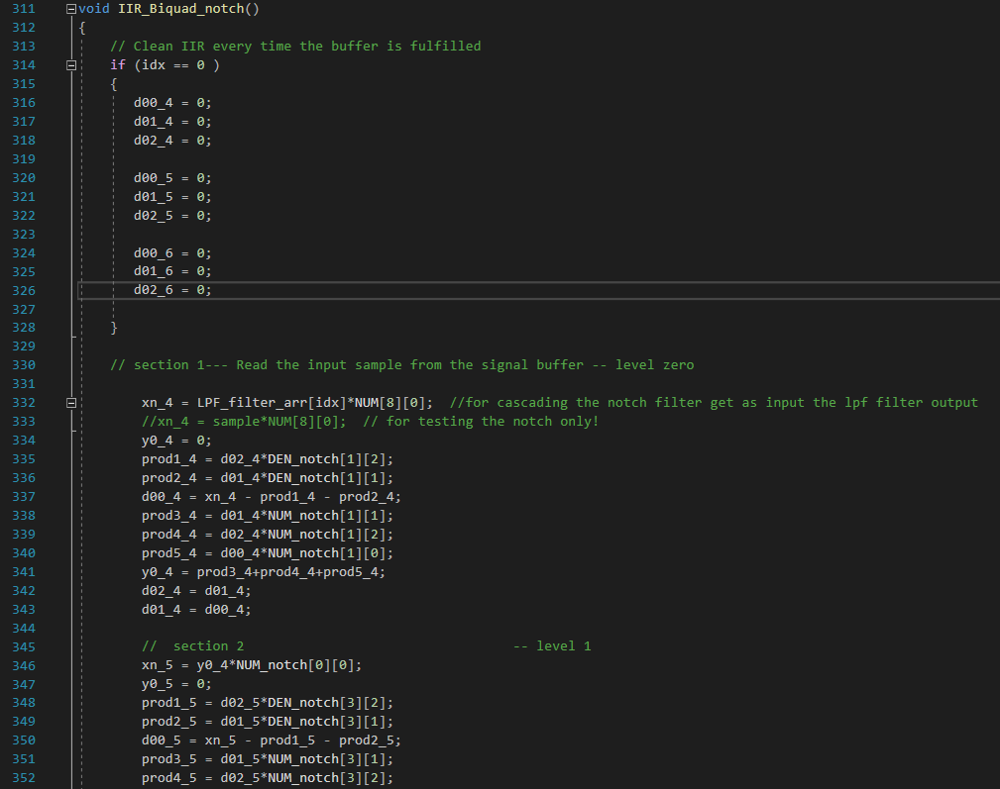 311 void IIR_Biquad_notch()
312 {
313 // Clean IIR every time the buffer is fulfilled
314 if (idx == 0 )
315 {
316 d00_4 = 0;
317 d01_4 = 0;
318 d02_4 = 0;
319
320 d00_5 = 0;
321 d01_5 = 0;
322 d02_5 = 0;
323
324 d00_6 = 0;
325 d01_6 = 0;
326 d02_6 = 0;
327
328 }
329
330 // section 1--- Read the input sample from the signal buffer -- level zero
331
332 xn_4 = LPF_filter_arr[idx]*NUM[8][0]; //for cascading the notch filter get as input the lpf filter output
333 //xn_4 = sample*NUM[8][0]; // for testing the notch only!
334 y0_4 = 0;
335 prod1_4 = d02_4*DEN_notch[1][2];
336 prod2_4 = d01_4*DEN_notch[1][1];
337 d00_4 = xn_4 - prod1_4 - prod2_4;
338 prod3_4 = d01_4*NUM_notch[1][1];
339 prod4_4 = d02_4*NUM_notch[1][2];
340 prod5_4 = d00_4*NUM_notch[1][0];
341 y0_4 = prod3_4+prod4_4+prod5_4;
342 d02_4 = d01_4;
343 d01_4 = d00_4;
344
345 // section 2 -- level 1
346 xn_5 = y0_4*NUM_notch[0][0];
347 y0_5 = 0;
348 prod1_5 = d02_5*DEN_notch[3][2];
349 prod2_5 = d01_5*DEN_notch[3][1];
350 d00_5 = xn_5 - prod1_5 - prod2_5;
351 prod3_5 = d01_5*NUM_notch[3][1];
352 prod4_5 = d02_5*NUM_notch[3][2];